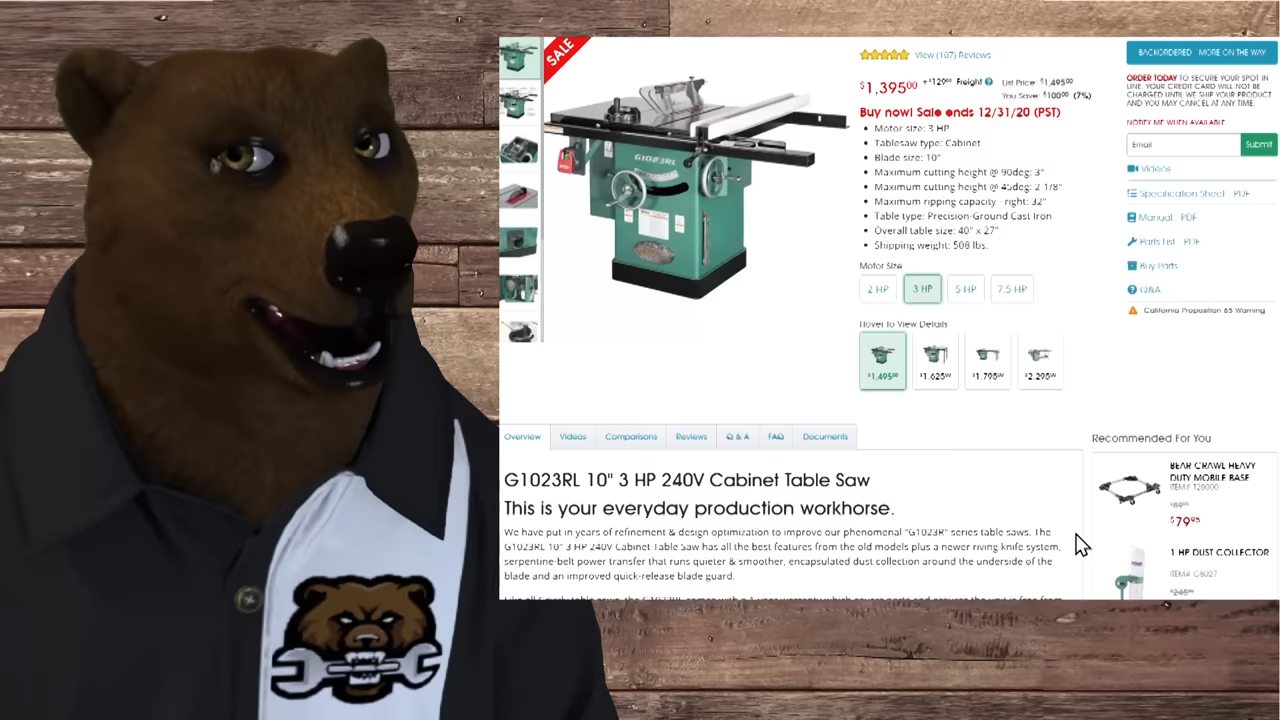 SALE
G1023RL
View (107) Reviews
$1,395.00 +$129.00 Freight List Price: $1,495.00
You Save: $100.00 (7%)
Buy now! Sale ends 12/31/20 (PST)
Motor size: 3 HP
Tablesaw type: Cabinet
Blade size: 10"
Maximum cutting height @ 90deg: 3"
Maximum cutting height @ 45deg: 2 1/8"
Maximum ripping capacity - right: 32"
Table type: Precision-Ground Cast Iron
Overall table size: 40" x 27"
Shipping weight: 508 lbs.
Motor Size
2 HP 3 HP 5 HP 7.5 HP
Hover To View Details
$1,495.00 $1,625.00 $1,795.00 $2,295.00
BACKORDERED - MORE ON THE WAY
ORDER TODAY TO SECURE YOUR SPOT IN
LINE. YOUR CREDIT CARD WILL NOT BE
CHARGED UNTIL WE SHIP YOUR PRODUCT
AND YOU MAY CANCEL AT ANY TIME.
NOTIFY ME WHEN AVAILABLE
Email Submit
Videos
Specification Sheet - PDF
Manual - PDF
Parts List - PDF
Buy Parts
Q&A
California Proposition 65 Warning
Overview Videos Comparisons Reviews Q & A FAQ Documents
G1023RL 10" 3 HP 240V Cabinet Table Saw
This is your everyday production workhorse.
We have put in years of refinement & design optimization to improve our phenomenal "G1023R" series table saws. The
G1023RL 10" 3 HP 240V Cabinet Table Saw has all the best features from the old models plus a newer riving knife system,
serpentine-belt power transfer that runs quieter & smoother, encapsulated dust collection around the underside of the
blade and an improved quick-release blade guard.
Recommended For You
BEAR CRAWL HEAVY
DUTY MOBILE BASE
ITEM# T28000
$79.95
1 HP DUST COLLECTOR
ITEM# G8027